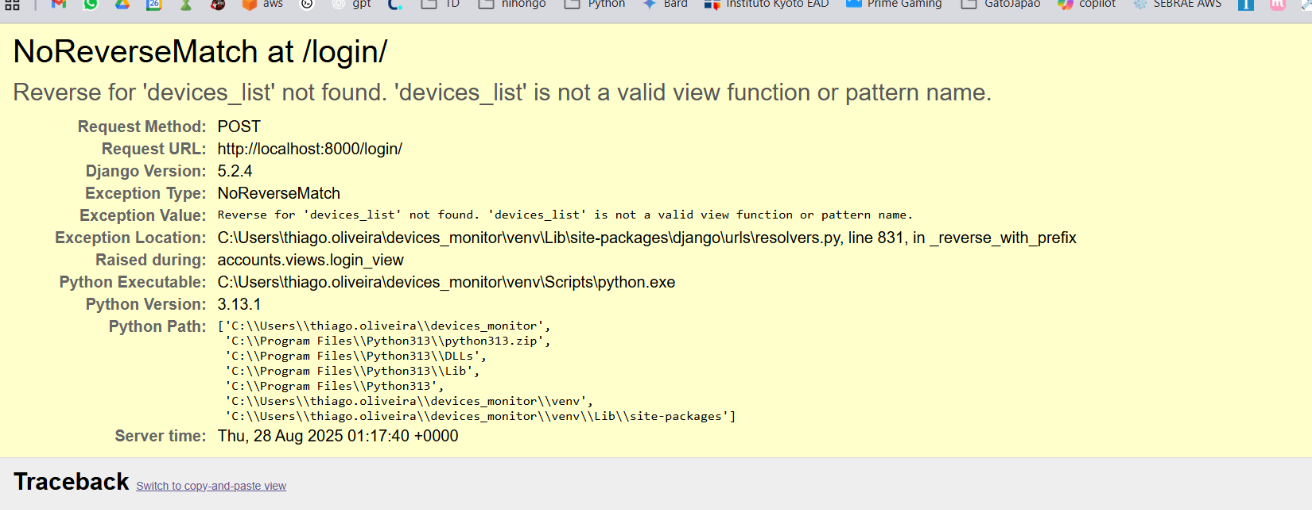 26 aws gpt C. TD nihongo Python Bard Instituto Kyoto EAD Prime Gaming GatoJapao copilot SEBRAE AWS
NoReverseMatch at /login/
Reverse for 'devices_list' not found. 'devices_list' is not a valid view function or pattern name.
Request Method: POST
Request URL: http://localhost:8000/login/
Django Version: 5.2.4
Exception Type: NoReverseMatch
Exception Value: Reverse for 'devices_list' not found. 'devices_list' is not a valid view function or pattern name.
Exception Location: C:\Users\thiago.oliveira\devices_monitor\venv\Lib\site-packages\django\urls\resolvers.py, line 831, in _reverse_with_prefix
Raised during: accounts.views.login_view
Python Executable: C:\Users\thiago.oliveira\devices_monitor\venv\Scripts\python.exe
Python Version: 3.13.1
Python Path: ['C:\\Users\\thiago.oliveira\\devices_monitor',
'C:\\Program Files\\Python313\\python313.zip',
'C:\\Program Files\\Python313\\DLLs',
'C:\\Program Files\\Python313\\Lib',
'C:\\Program Files\\Python313',
'C:\\Users\\thiago.oliveira\\devices_monitor\\venv',
'C:\\Users\\thiago.oliveira\\devices_monitor\\venv\\Lib\\site-packages']
Server time: Thu, 28 Aug 2025 01:17:40 +0000
Traceback Switch to copy-and-paste view